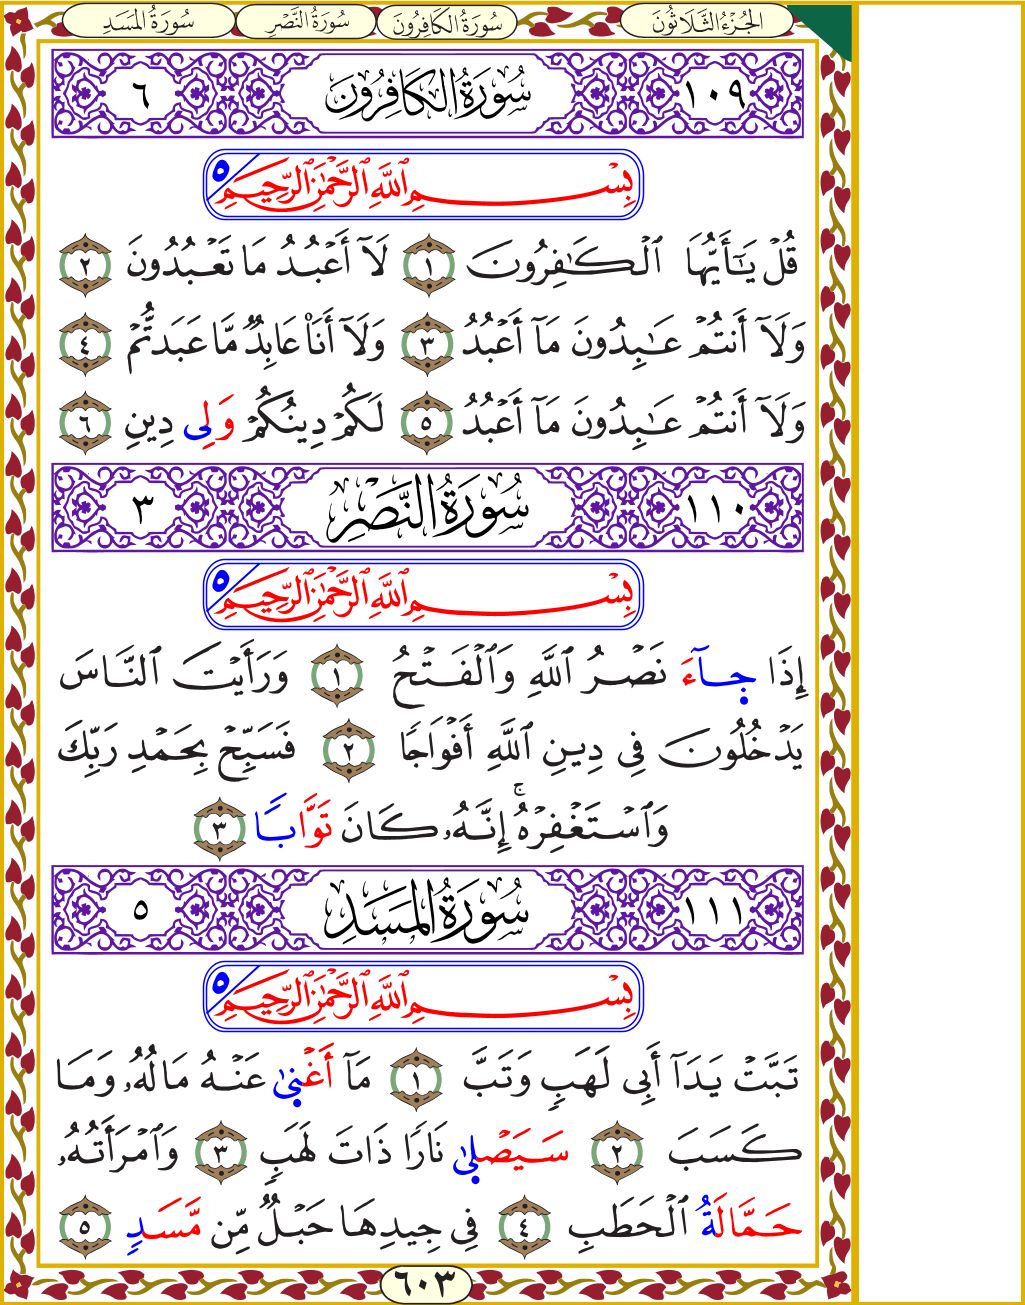 الجُزْءُ الثَّلَاثُونَ سُورَةُ الكَافِرُونَ سُورَةُ النَّصْرِ سُورَةُ المَسَدِ
١٠٩ سُورَةُ الكَافِرُونَ ٦
بِسْمِ ٱللَّهِ ٱلرَّحْمَٰنِ ٱلرَّحِيمِ ٥
قُلْ يَـٰٓأَيُّهَا ٱلْكَـٰفِرُونَ ١ لَآ أَعْبُدُ مَا تَعْبُدُونَ ٢
وَلَآ أَنتُمْ عَـٰبِدُونَ مَآ أَعْبُدُ ٣ وَلَآ أَنَا۠ عَابِدٌ مَّا عَبَدتُّمْ ٤
وَلَآ أَنتُمْ عَـٰبِدُونَ مَآ أَعْبُدُ ٥ لَكُمْ دِينُكُمْ وَلِى دِينِ ٦
١١٠ سُورَةُ النَّصْرِ ٣
بِسْمِ ٱللَّهِ ٱلرَّحْمَٰنِ ٱلرَّحِيمِ ٥
إِذَا جَآءَ نَصْرُ ٱللَّهِ وَٱلْفَتْحُ ١ وَرَأَيْتَ ٱلنَّاسَ
يَدْخُلُونَ فِى دِينِ ٱللَّهِ أَفْوَاجًا ٢ فَسَبِّحْ بِحَمْدِ رَبِّكَ
وَٱسْتَغْفِرْهُ ۚ إِنَّهُۥ كَانَ تَوَّابًۢا ٣
١١١ سُورَةُ المَسَدِ ٥
بِسْمِ ٱللَّهِ ٱلرَّحْمَٰنِ ٱلرَّحِيمِ ٥
تَبَّتْ يَدَآ أَبِى لَهَبٍ وَتَبَّ ١ مَآ أَغْنَىٰ عَنْهُ مَالُهُۥ وَمَا
كَسَبَ ٢ سَيَصْلَىٰ نَارًا ذَاتَ لَهَبٍ ٣ وَٱمْرَأَتُهُۥ
حَمَّالَةُ ٱلْحَطَبِ ٤ فِى جِيدِهَا حَبْلٌ مِّن مَّسَدٍۭ ٥
٦٠٣